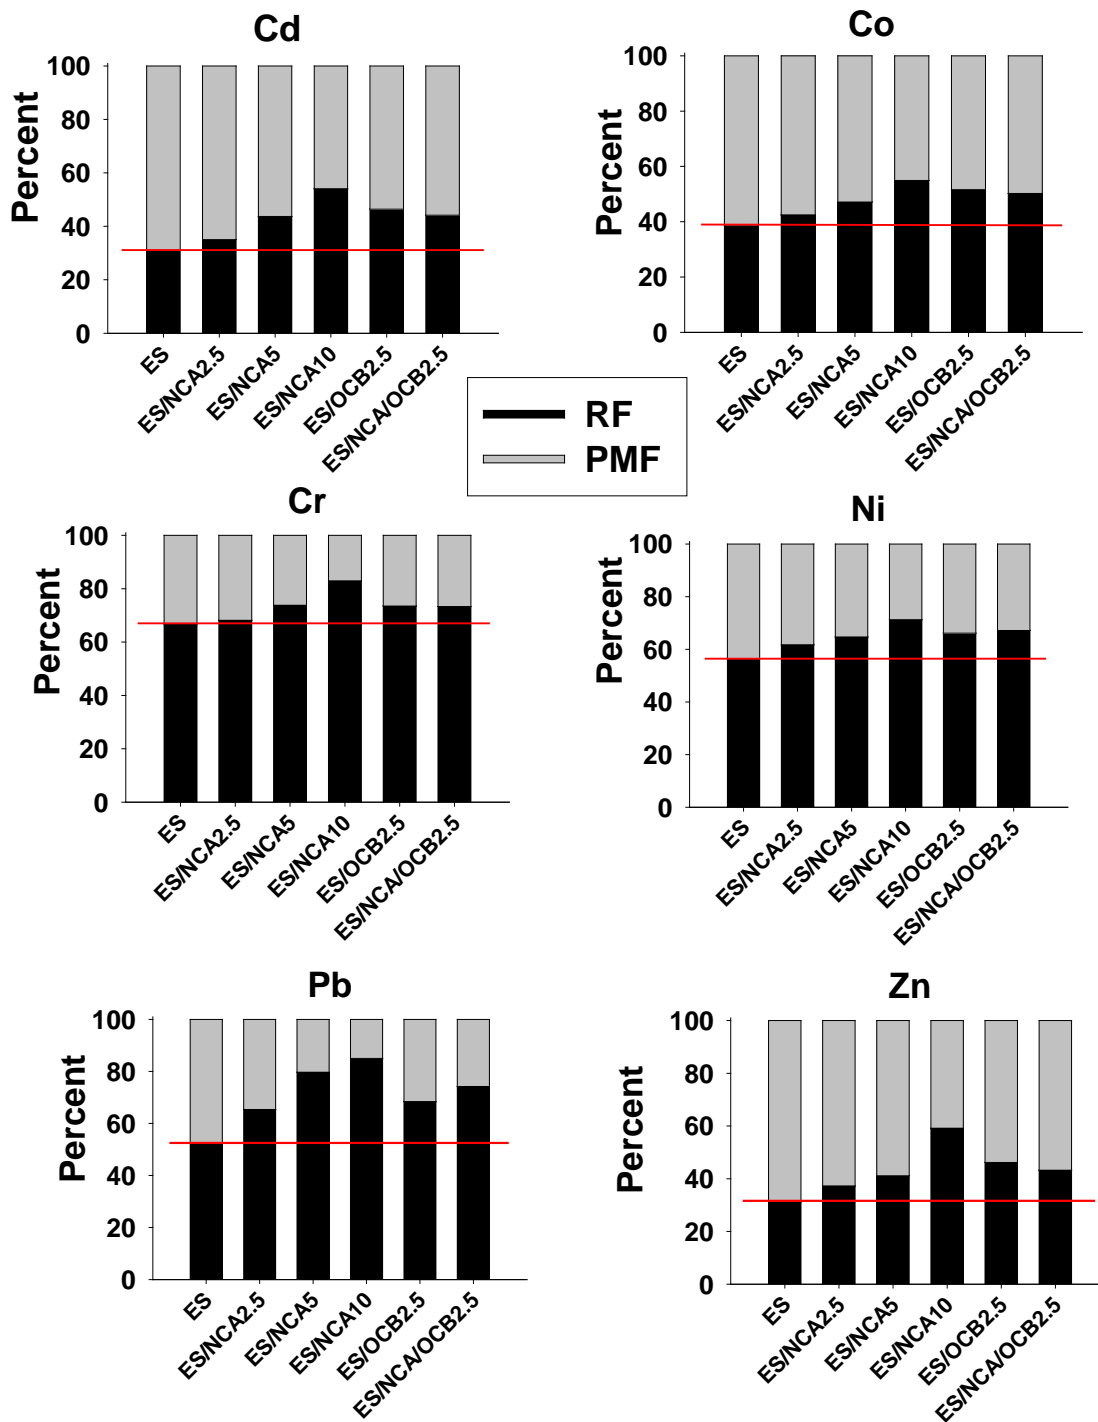 Cd
Percent
100
80
60
40
20
0
ES
ES/NCA2.5
ES/NCA5
ES/NCA10
ES/OCB2.5
ES/NCA/OCB2.5
Co
Percent
100
80
60
40
20
0
ES
ES/NCA2.5
ES/NCA5
ES/NCA10
ES/OCB2.5
ES/NCA/OCB2.5
RF
PMF
Cr
Percent
100
80
60
40
20
0
ES
ES/NCA2.5
ES/NCA5
ES/NCA10
ES/OCB2.5
ES/NCA/OCB2.5
Ni
Percent
100
80
60
40
20
0
ES
ES/NCA2.5
ES/NCA5
ES/NCA10
ES/OCB2.5
ES/NCA/OCB2.5
Pb
Percent
100
80
60
40
20
0
ES
ES/NCA2.5
ES/NCA5
ES/NCA10
ES/OCB2.5
ES/NCA/OCB2.5
Zn
Percent
100
80
60
40
20
0
ES
ES/NCA2.5
ES/NCA5
ES/NCA10
ES/OCB2.5
ES/NCA/OCB2.5